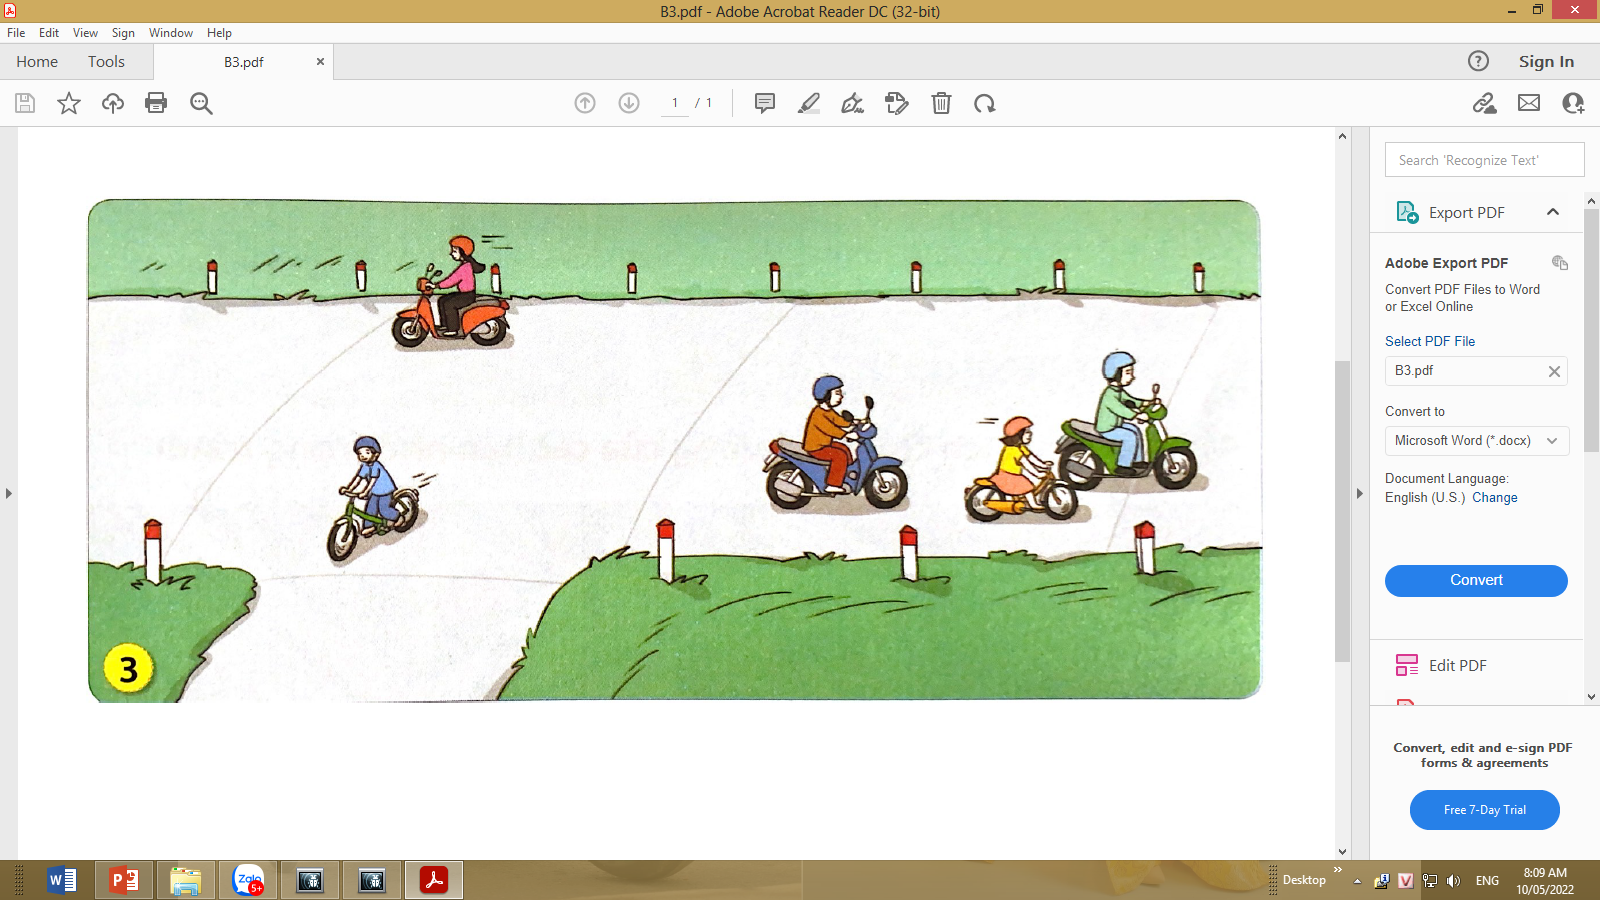 B3.pdf - Adobe Acrobat Reader DC (32-bit)
File Edit View Sign Window Help
Home Tools B3.pdf × ? Sign In
1 / 1
Search 'Recognize Text'
Export PDF
Adobe Export PDF
Convert PDF Files to Word
or Excel Online
Select PDF File
B3.pdf
Convert to
Microsoft Word (*.docx)
Document Language:
English (U.S.) Change
Convert
Edit PDF
Convert, edit and e-sign PDF
forms & agreements
Free 7-Day Trial
3
W P Zalo 5+ Desktop » V ENG 8:09 AM
10/05/2022